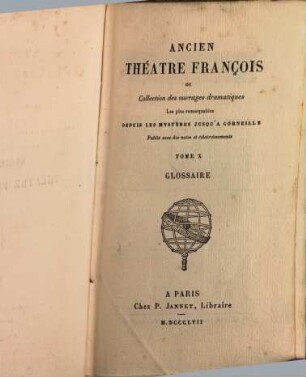 ANCIEN
THÉATRE FRANÇOIS
ou
Collection des ouvrages dramatiques
Les plus remarquables
DEPUIS LES MYSTÈRES JUSQU'A CORNEILLE
Publié avec des notes et éclaircissements
TOME X
GLOSSAIRE
A PARIS
Chez P. JANNET, Libraire
M.DCCCLVII